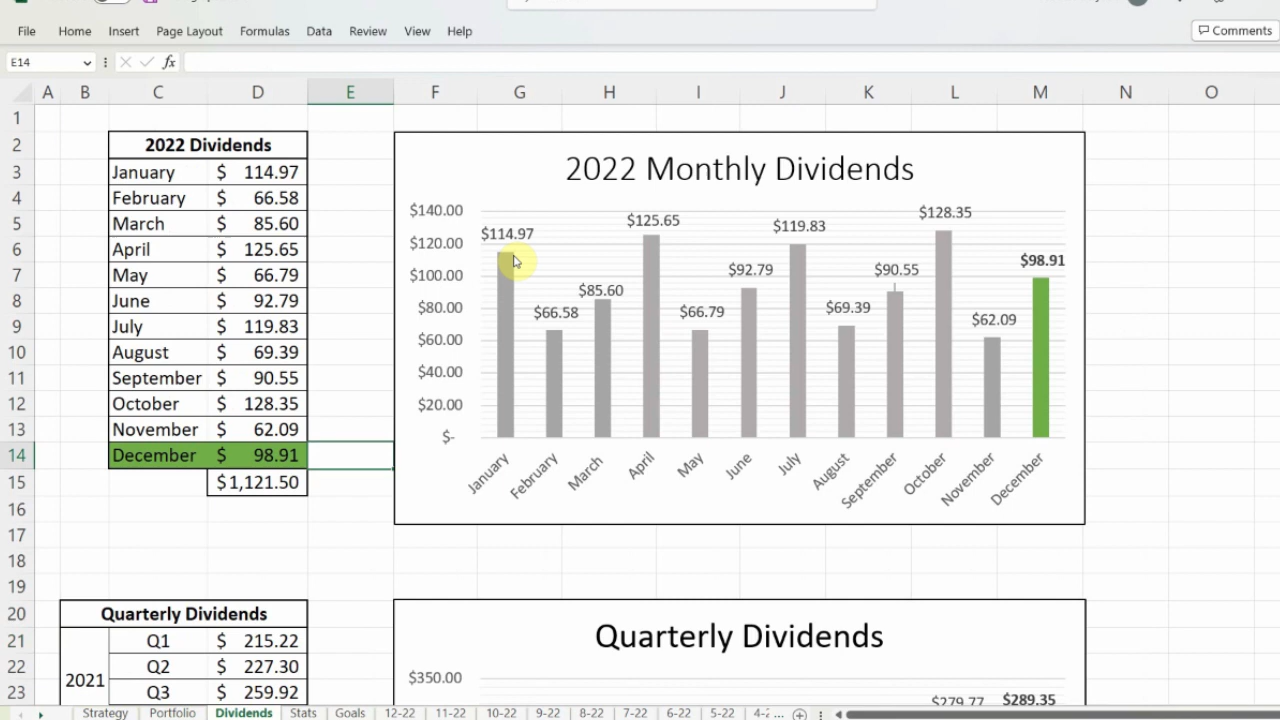 File Home Insert Page Layout Formulas Data Review View Help Comments
E14 fx
A B C D E F G H I J K L M N O
1
2 2022 Dividends
3 January $ 114.97
4 February $ 66.58
5 March $ 85.60
6 April $ 125.65
7 May $ 66.79
8 June $ 92.79
9 July $ 119.83
10 August $ 69.39
11 September $ 90.55
12 October $ 128.35
13 November $ 62.09
14 December $ 98.91
15 $1,121.50
16
17
18
19
20 Quarterly Dividends
21 Q1 $ 215.22
22 2021 Q2 $ 227.30
23 Q3 $ 259.92
2022 Monthly Dividends
$140.00
$120.00
$100.00
$80.00
$60.00
$40.00
$20.00
$-
$114.97 $66.58 $85.60 $125.65 $66.79 $92.79 $119.83 $69.39 $90.55 $128.35 $62.09 $98.91
January February March April May June July August September October November December
Quarterly Dividends
$350.00
$279.77 $289.35
Strategy Portfolio Dividends Stats Goals 12-22 11-22 10-22 9-22 8-22 7-22 6-22 5-22 ...